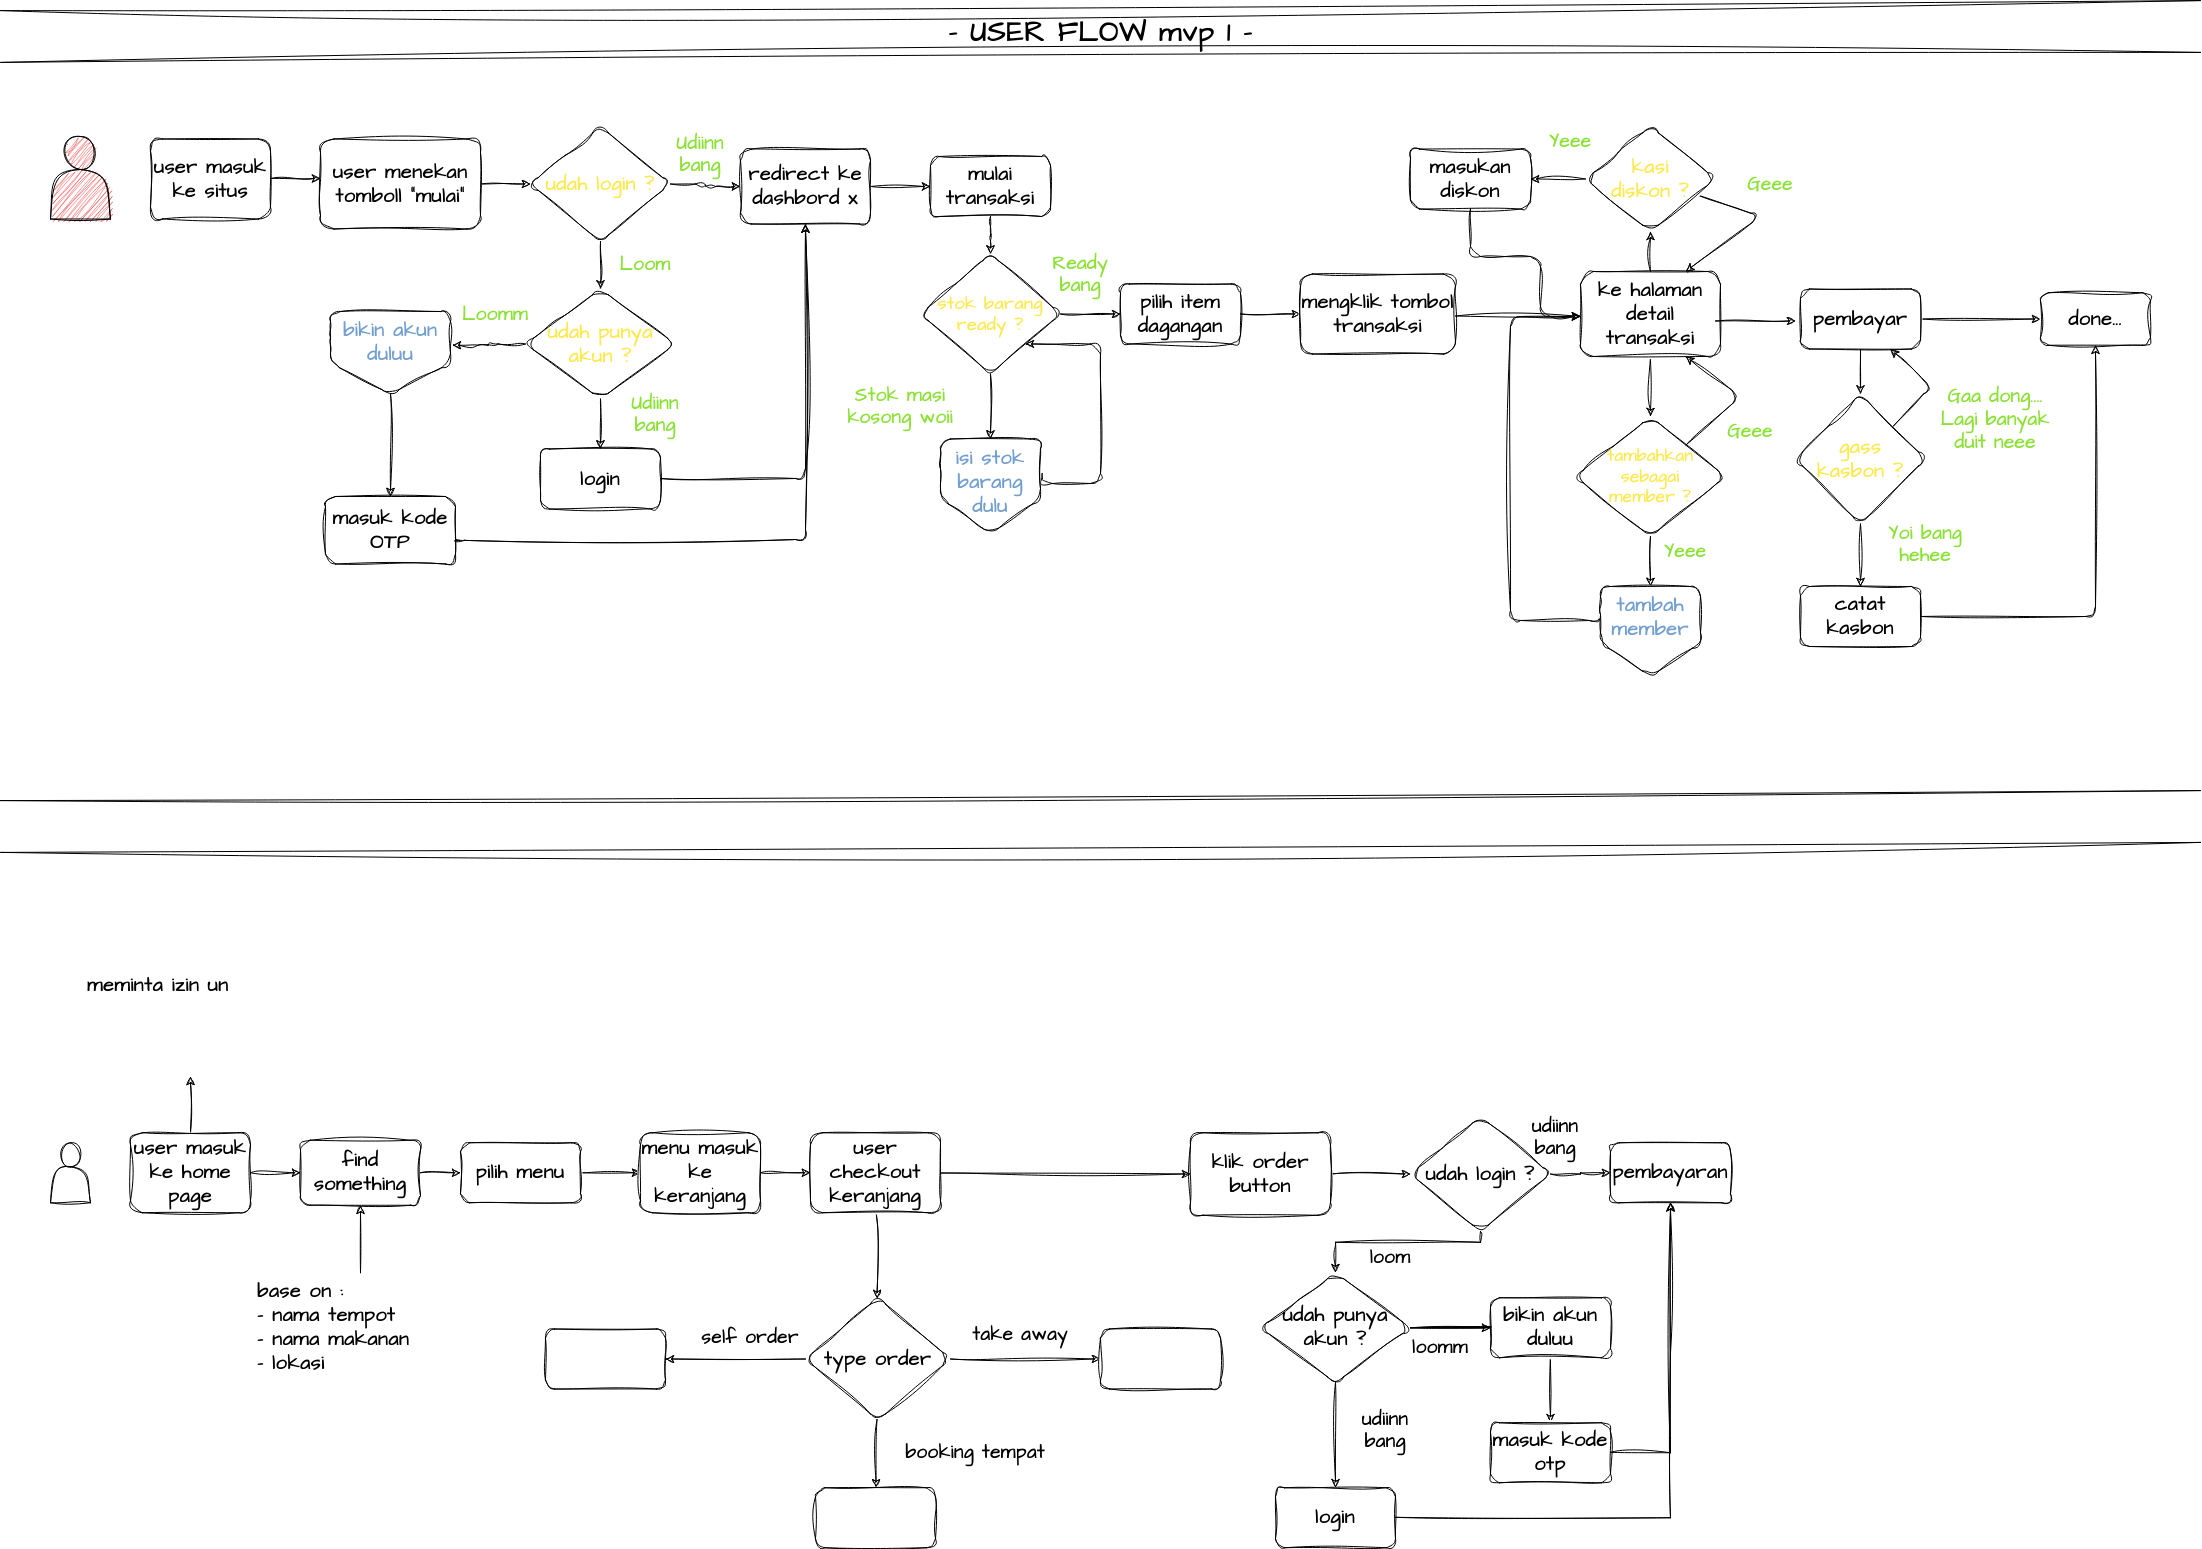 - USER FLOW mvp 1 -
user masuk
ke situs
user menekan
tomboll "mulai"
udah login ?
Udiinn
bang
redirect ke
dashbord x
mulai
transaksi
Loom
udah punya
akun ?
Loomm
bikin akun
duluu
Udiinn
bang
login
masuk kode
OTP
stok barang
ready ?
Ready
bang
pilih item
dagangan
mengklik tombol
transaksi
Stok masi
kosong woii
isi stok
barang
dulu
masukan
diskon
Yeee
kasi
diskon ?
Geee
ke halaman
detail
transaksi
pembayar
done...
Geee
tambahkan
sebagai
member ?
Yeee
tambah
member
gass
kasbon ?
Gaa dong....
Lagi banyak
duit neee
Yoi bang
hehee
catat
kasbon
meminta izin un
user masuk
ke home
page
find
something
pilih menu
menu masuk
ke
keranjang
user
checkout
keranjang
klik order
button
udah login ?
udiinn
bang
pembayaran
base on :
- nama tempot
- nama makanan
- lokasi
self order
type order
take away
booking tempat
loom
udah punya
akun ?
loomm
bikin akun
duluu
udiinn
bang
masuk kode
otp
login